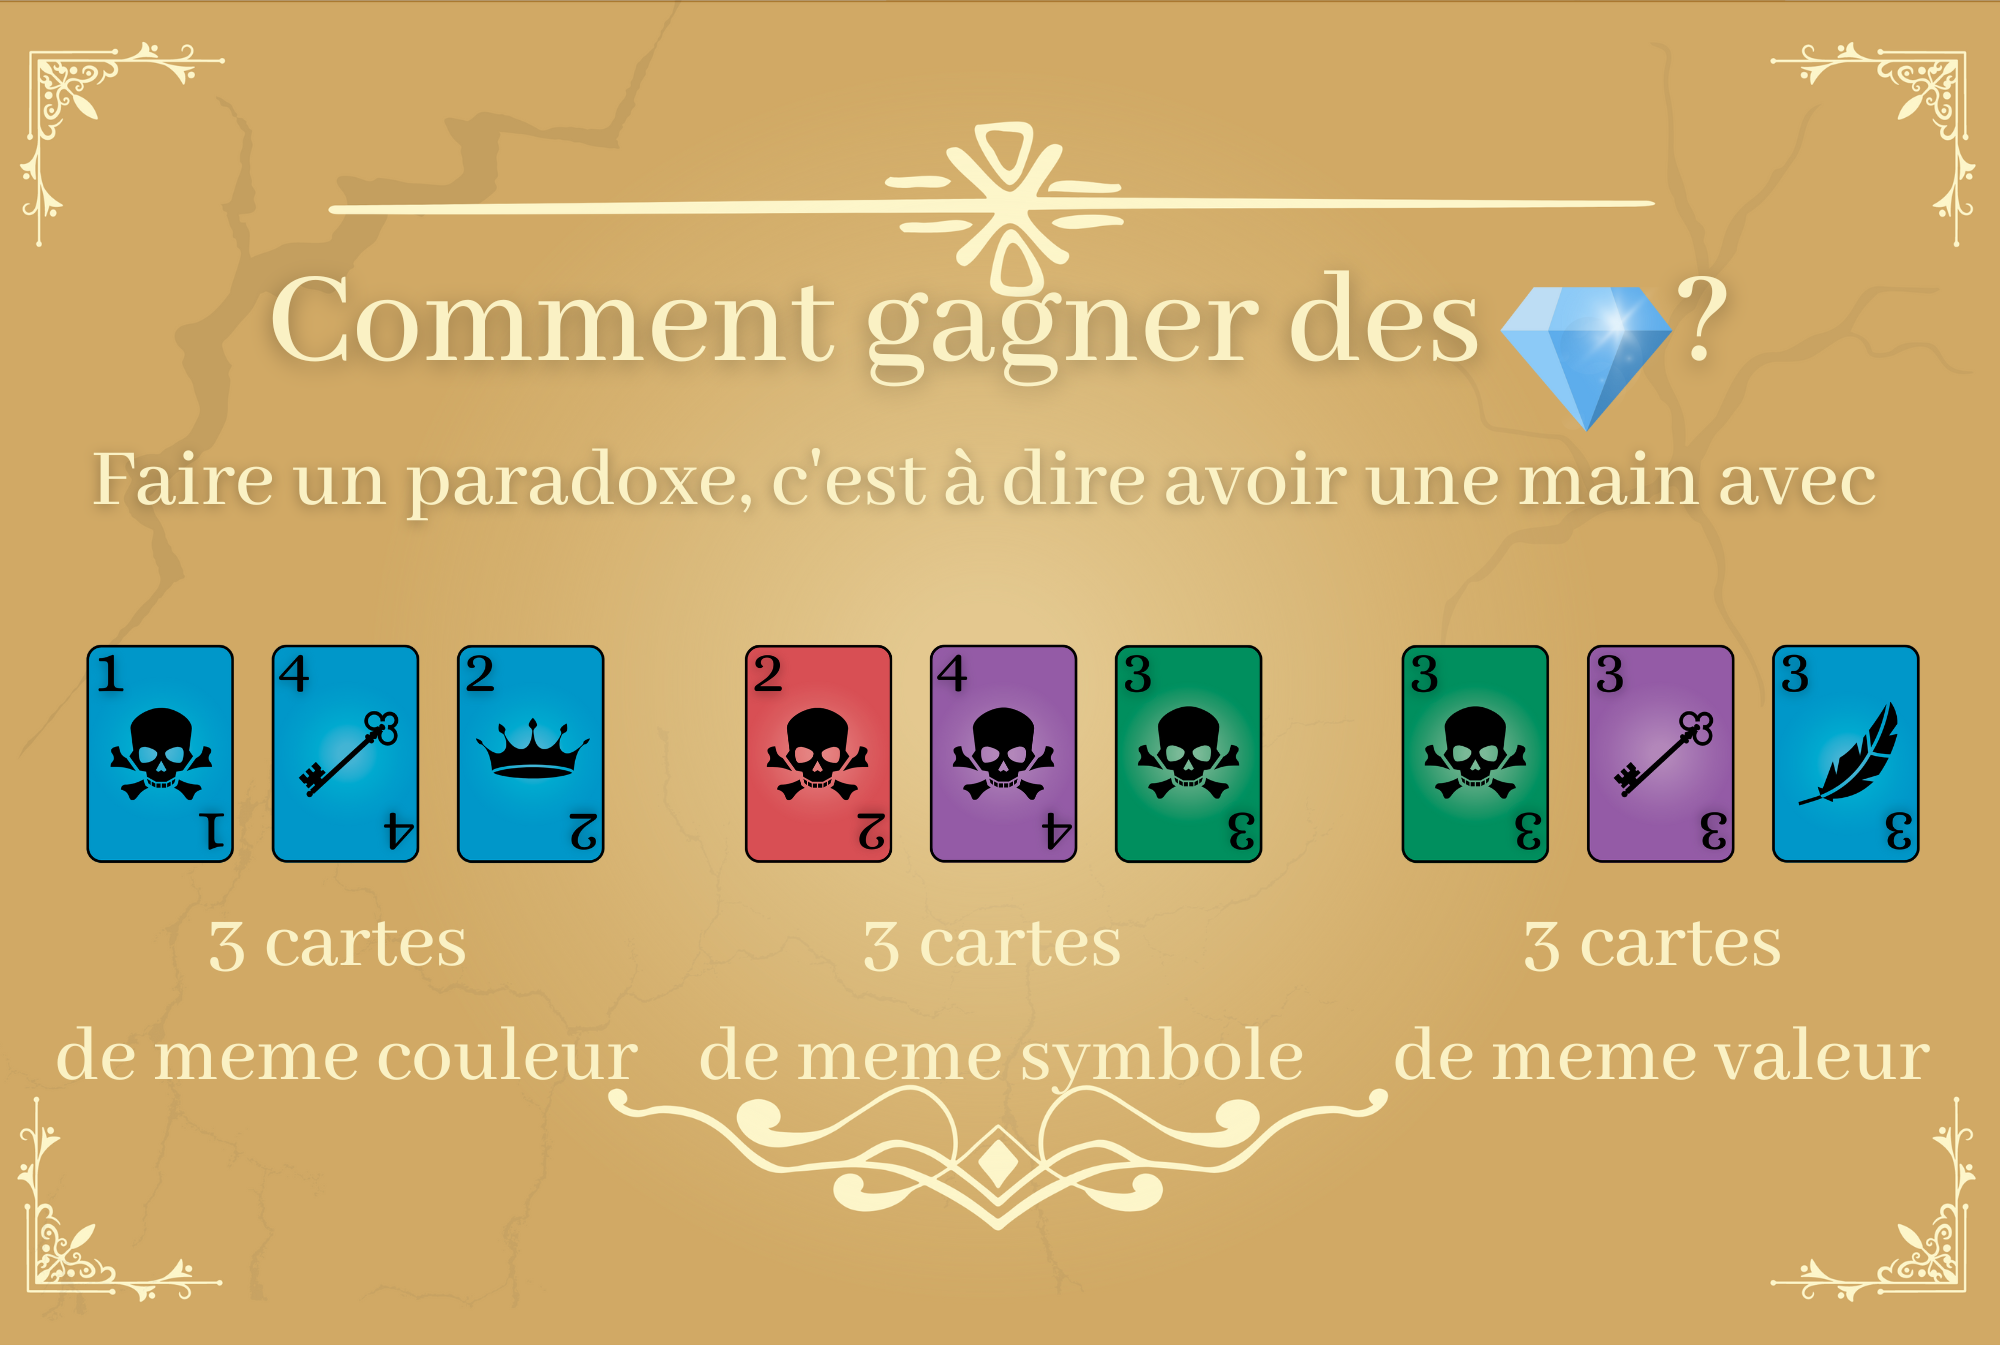 Comment gagner des ?
Faire un paradoxe, c'est à dire avoir une main avec
1 4 2 2 4 3 3 3 3
1 4 2 2 4 3 3 3 3
3 cartes 3 cartes 3 cartes
de meme couleur de meme symbole de meme valeur